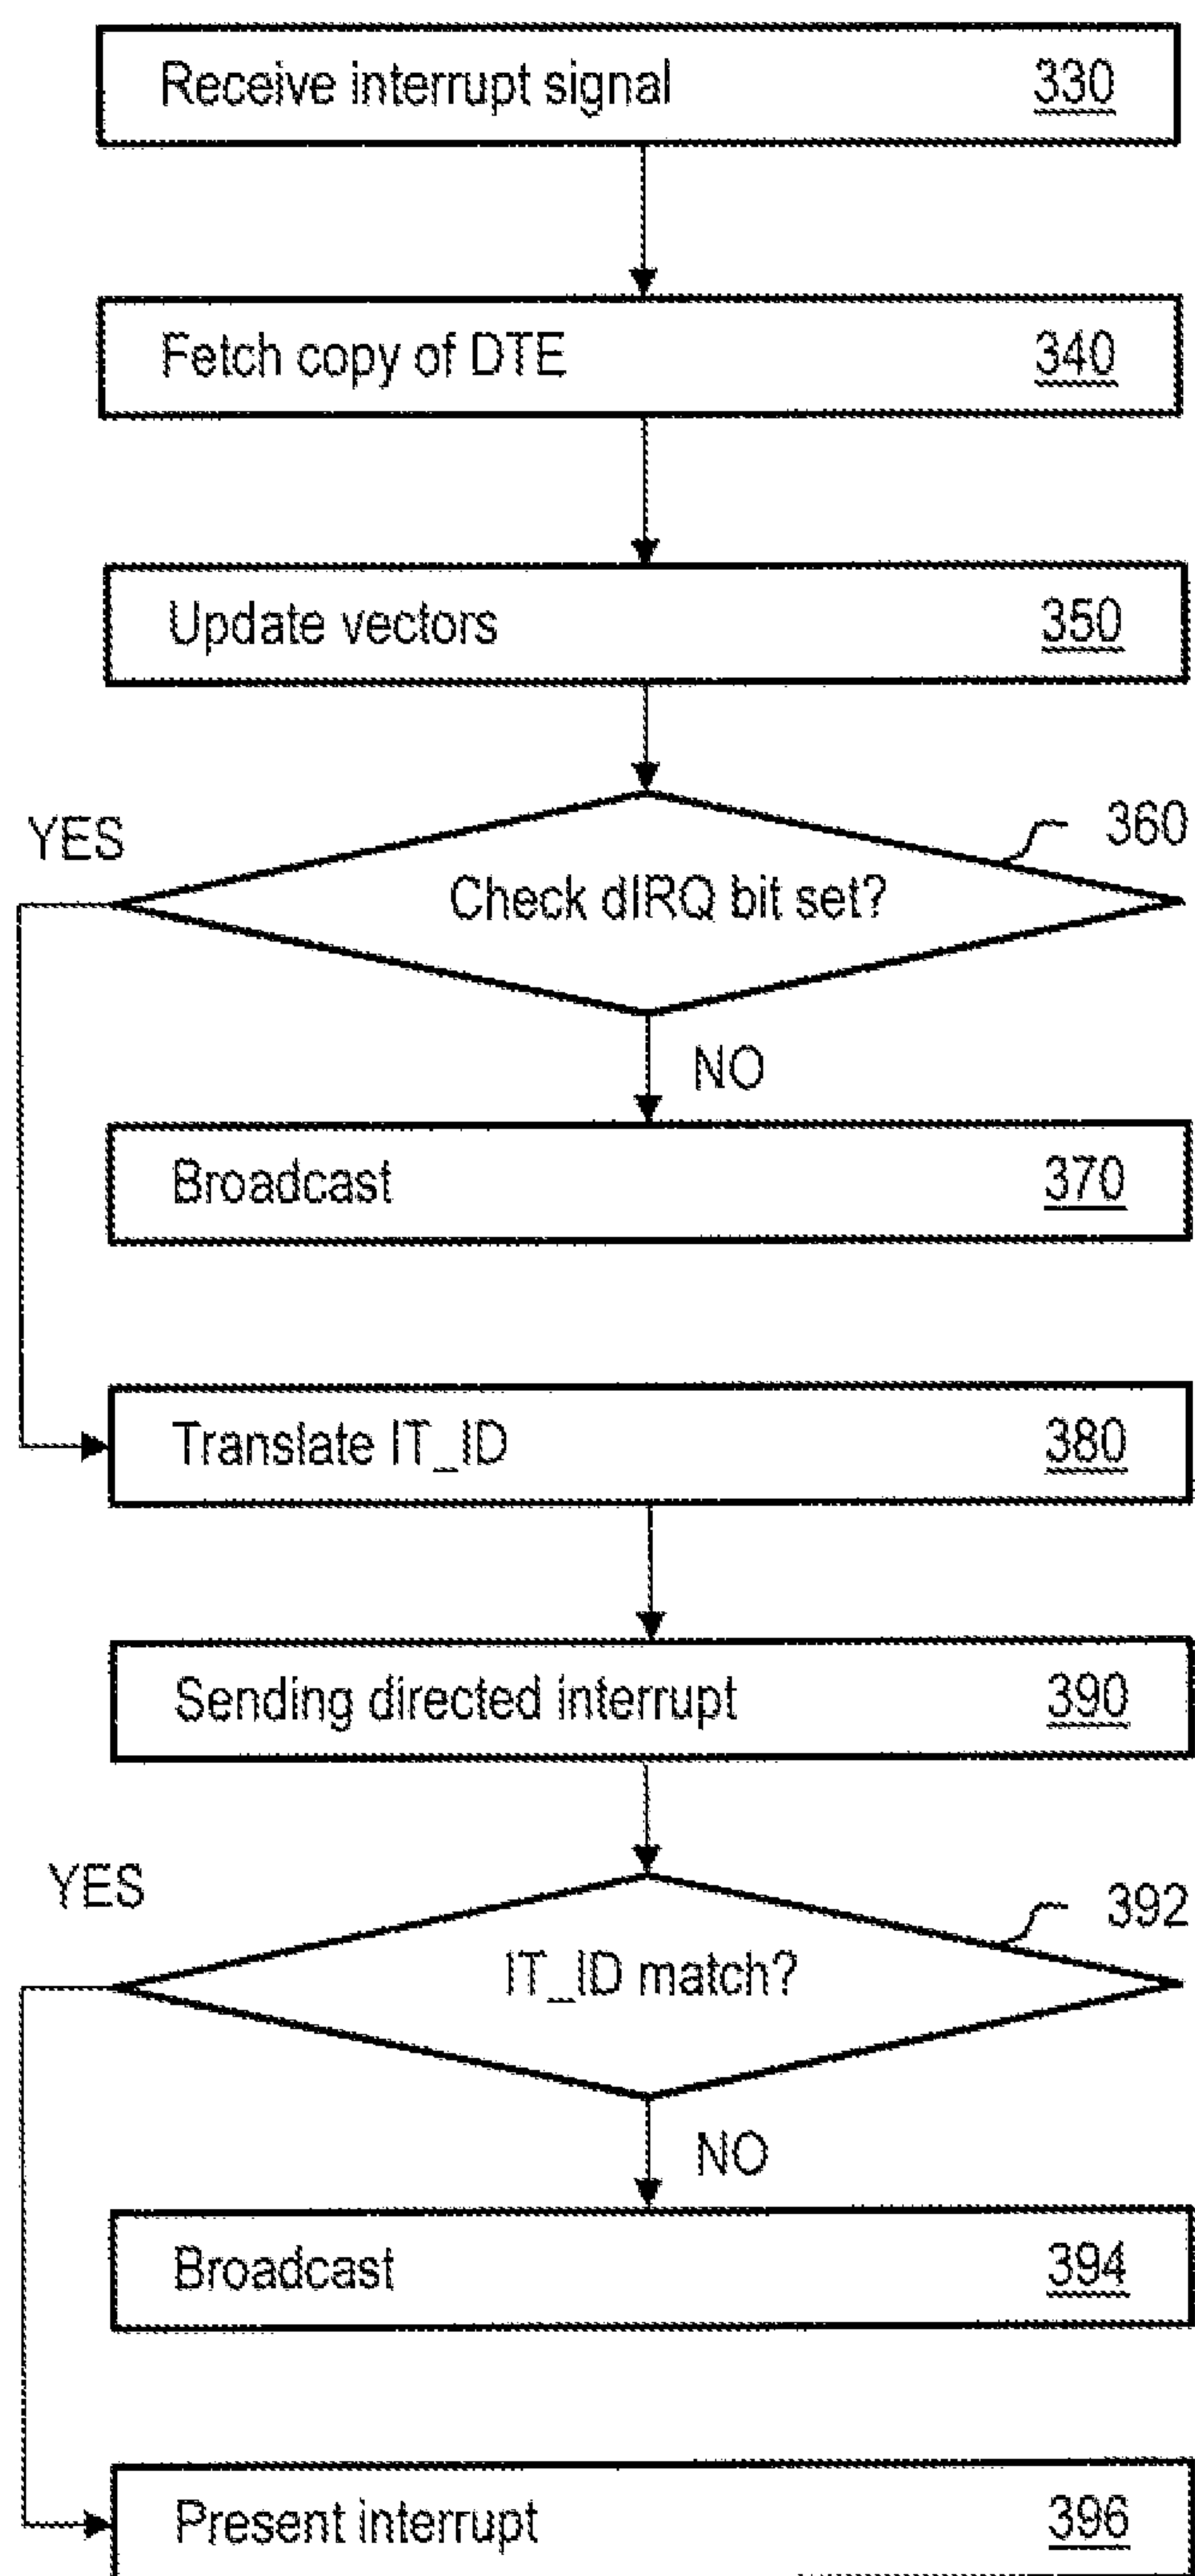 Receive interrupt signal 330
Fetch copy of DTE 340
Update vectors 350
YES
360
Check dIRQ bit set?
NO
Broadcast 370
Translate IT_ID 380
Sending directed interrupt 390
YES
392
IT_ID match?
NO
Broadcast 394
Present interrupt 396